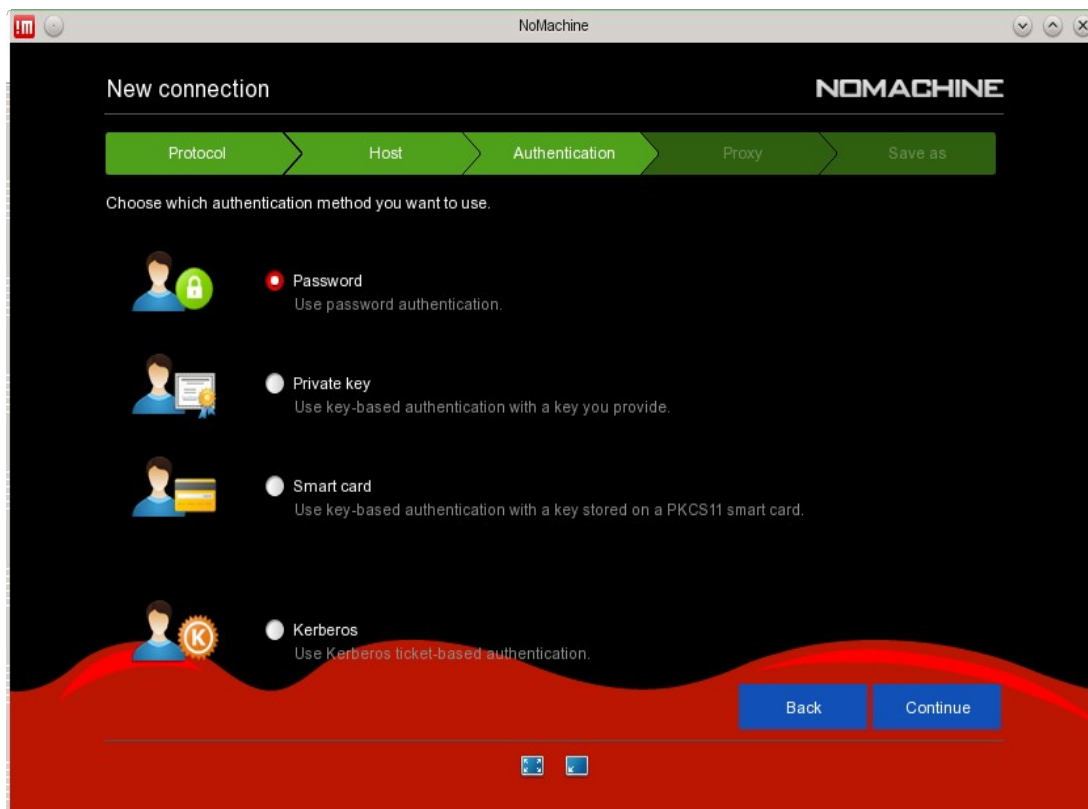 !m
NoMachine
New connection
NOMACHINE
Protocol
Host
Authentication
Proxy
Save as
Choose which authentication method you want to use.
Password
Use password authentication.
Private key
Use key-based authentication with a key you provide.
Smart card
Use key-based authentication with a key stored on a PKCS11 smart card.
K
Kerberos
Use Kerberos ticket-based authentication.
Back
Continue